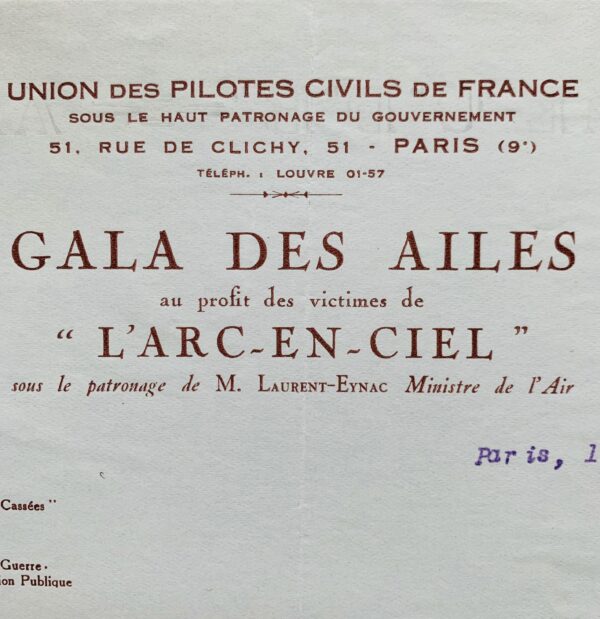 UNION DES PILOTES CIVILS DE FRANCE
SOUS LE HAUT PATRONAGE DU GOUVERNEMENT
51, RUE DE CLICHY, 51 - PARIS (9e)
TÉLÉPH. : LOUVRE 01-57
GALA DES AILES
au profit des victimes de
“ L'ARC-EN-CIEL ”
sous le patronage de M. LAURENT-EYNAC Ministre de l'Air
Paris, 1
Cassées "
Guerre.
ion Publique